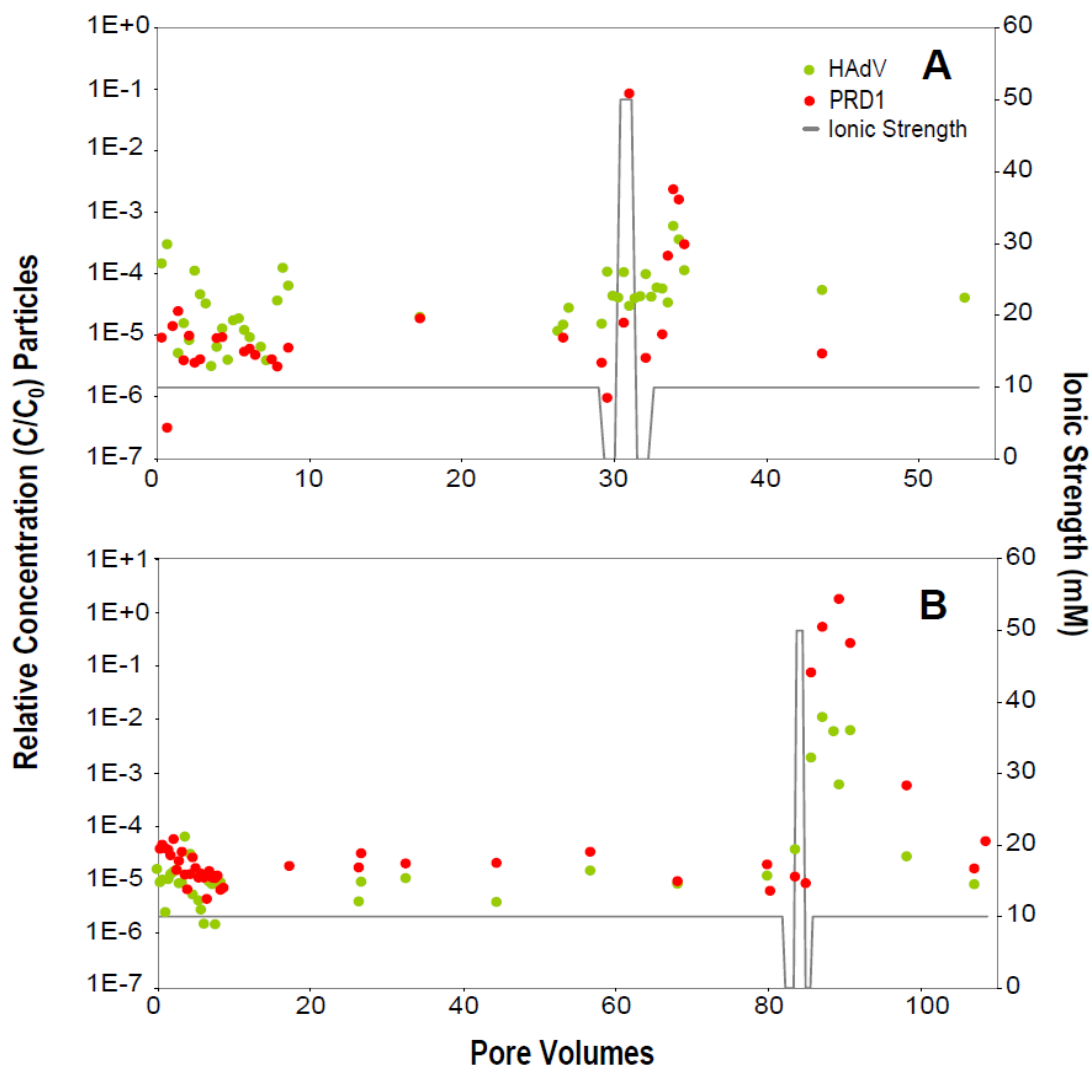 Relative Concentration (C/C0) Particles
1E+0
1E-1
1E-2
1E-3
1E-4
1E-5
1E-6
1E-7
A
HAdV
PRD1
Ionic Strength
60
50
40
30
20
10
0
0 10 20 30 40 50
1E+1
1E+0
1E-1
1E-2
1E-3
1E-4
1E-5
1E-6
1E-7
B
60
50
40
30
20
10
0
0 20 40 60 80 100
Ionic Strength (mM)
Pore Volumes